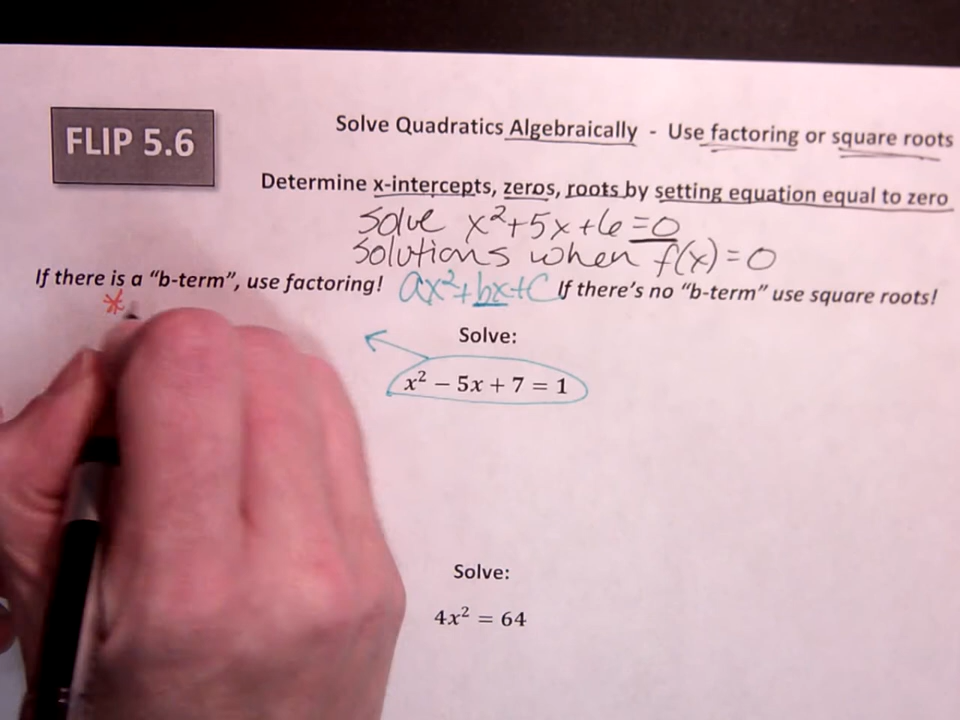 FLIP 5.6
Solve Quadratics Algebraically - Use factoring or square roots
Determine x-intercepts, zeros, roots by setting equation equal to zero
Solve x²+5x+6=0
Solutions when f(x)=0
If there is a “b-term”, use factoring! ax²+bx+C If there's no “b-term” use square roots!
*
Solve:
x² − 5x + 7 = 1
Solve:
4x² = 64